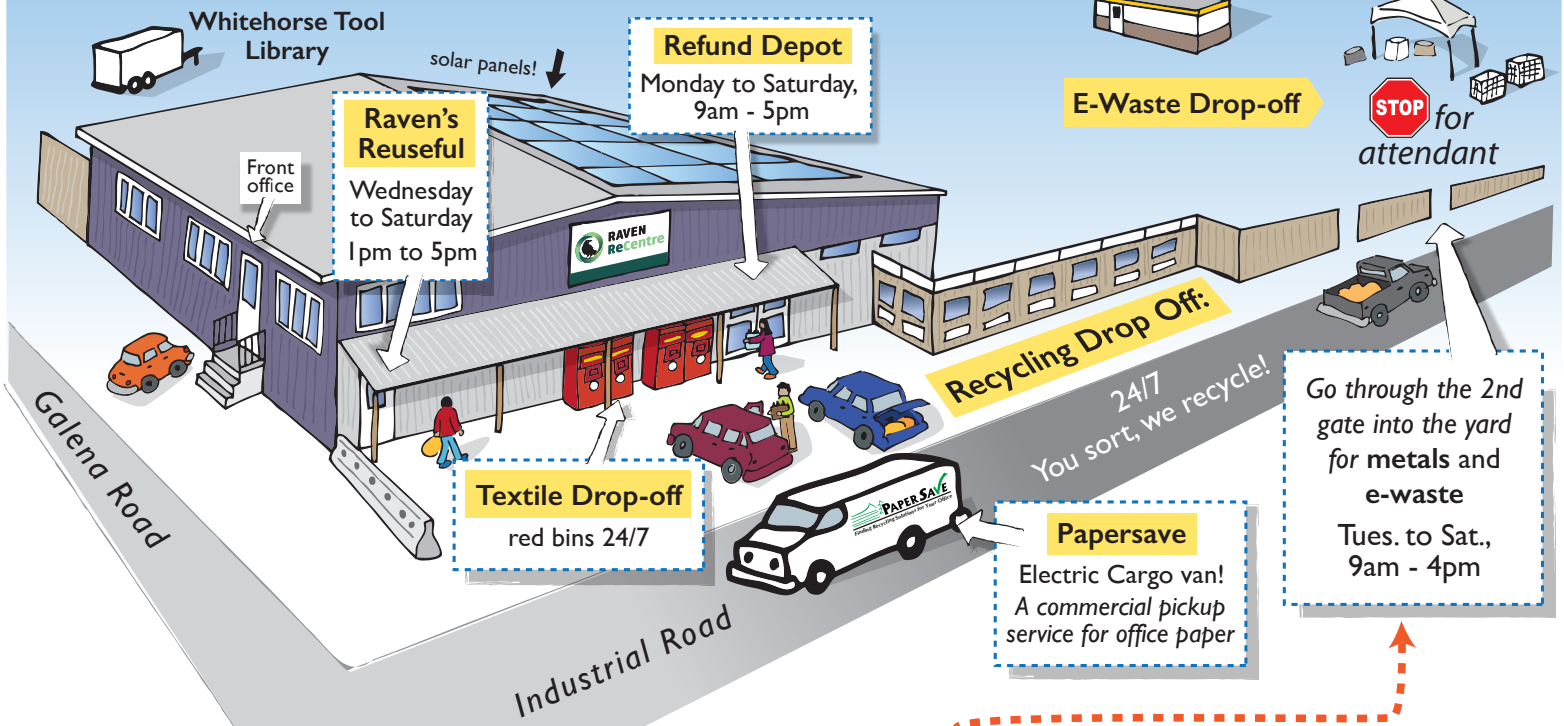 Whitehorse Tool
Library
solar panels!
Refund Depot
Monday to Saturday,
9am - 5pm
E-Waste Drop-off
STOP for
attendant
Raven's
Reuseful
Wednesday
to Saturday
1pm to 5pm
Front
office
RAVEN
ReCentre
Recycling Drop Off:
24/7
You sort, we recycle!
Go through the 2nd
gate into the yard
for metals and
e-waste
Tues. to Sat.,
9am - 4pm
Textile Drop-off
red bins 24/7
PAPERSAVE
Papersave
Electric Cargo van!
A commercial pickup
service for office paper
Galena Road
Industrial Road